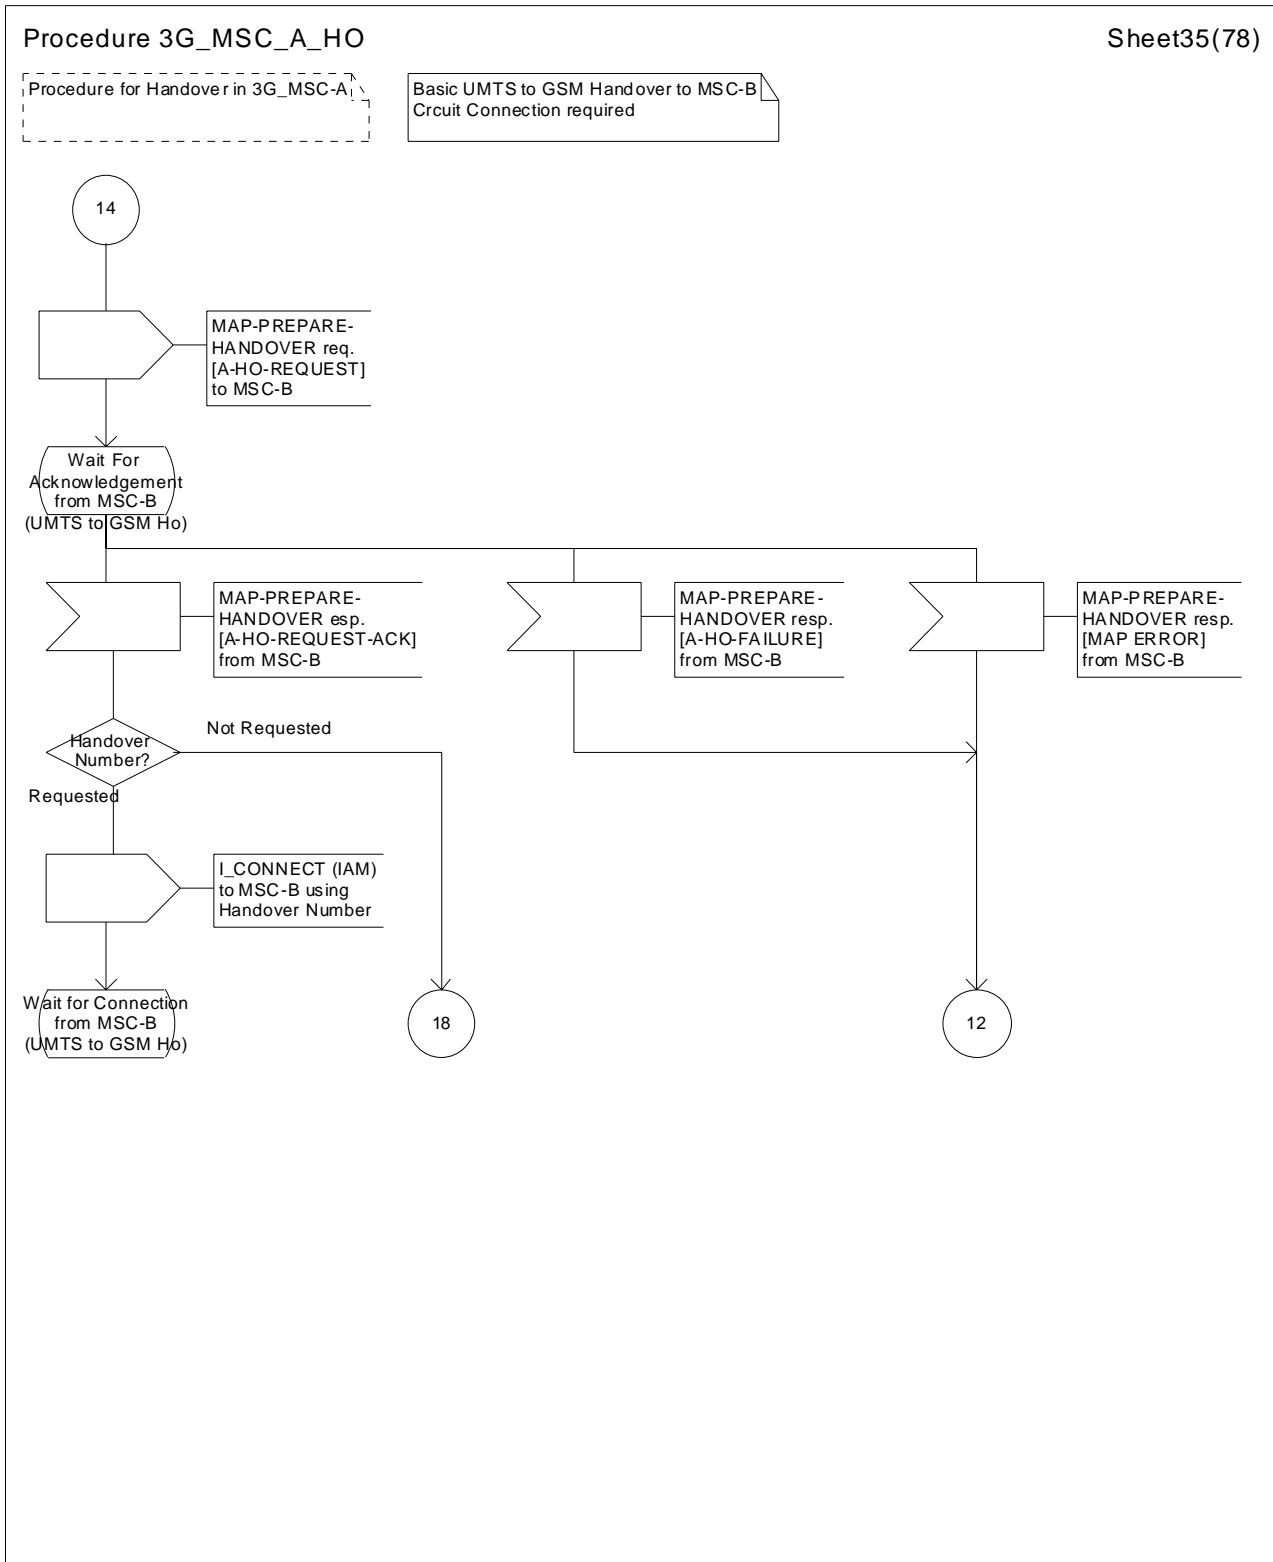 Procedure 3G_MSC_A_HO
Sheet35(78)
Procedure for Handover in 3G_MSC-A
Basic UMTS to GSM Handover to MSC-B
Crcuit Connection required
14
MAP-PREPARE-
HANDOVER req.
[A-HO-REQUEST]
to MSC-B
Wait For
Acknowledgement
from MSC-B
(UMTS to GSM Ho)
MAP-PREPARE-
HANDOVER esp.
[A-HO-REQUEST-ACK]
from MSC-B
MAP-PREPARE-
HANDOVER resp.
[A-HO-FAILURE]
from MSC-B
MAP-PREPARE-
HANDOVER resp.
[MAP ERROR]
from MSC-B
Handover
Number?
Not Requested
Requested
I_CONNECT (IAM)
to MSC-B using
Handover Number
Wait for Connection
from MSC-B
(UMTS to GSM Ho)
18
12